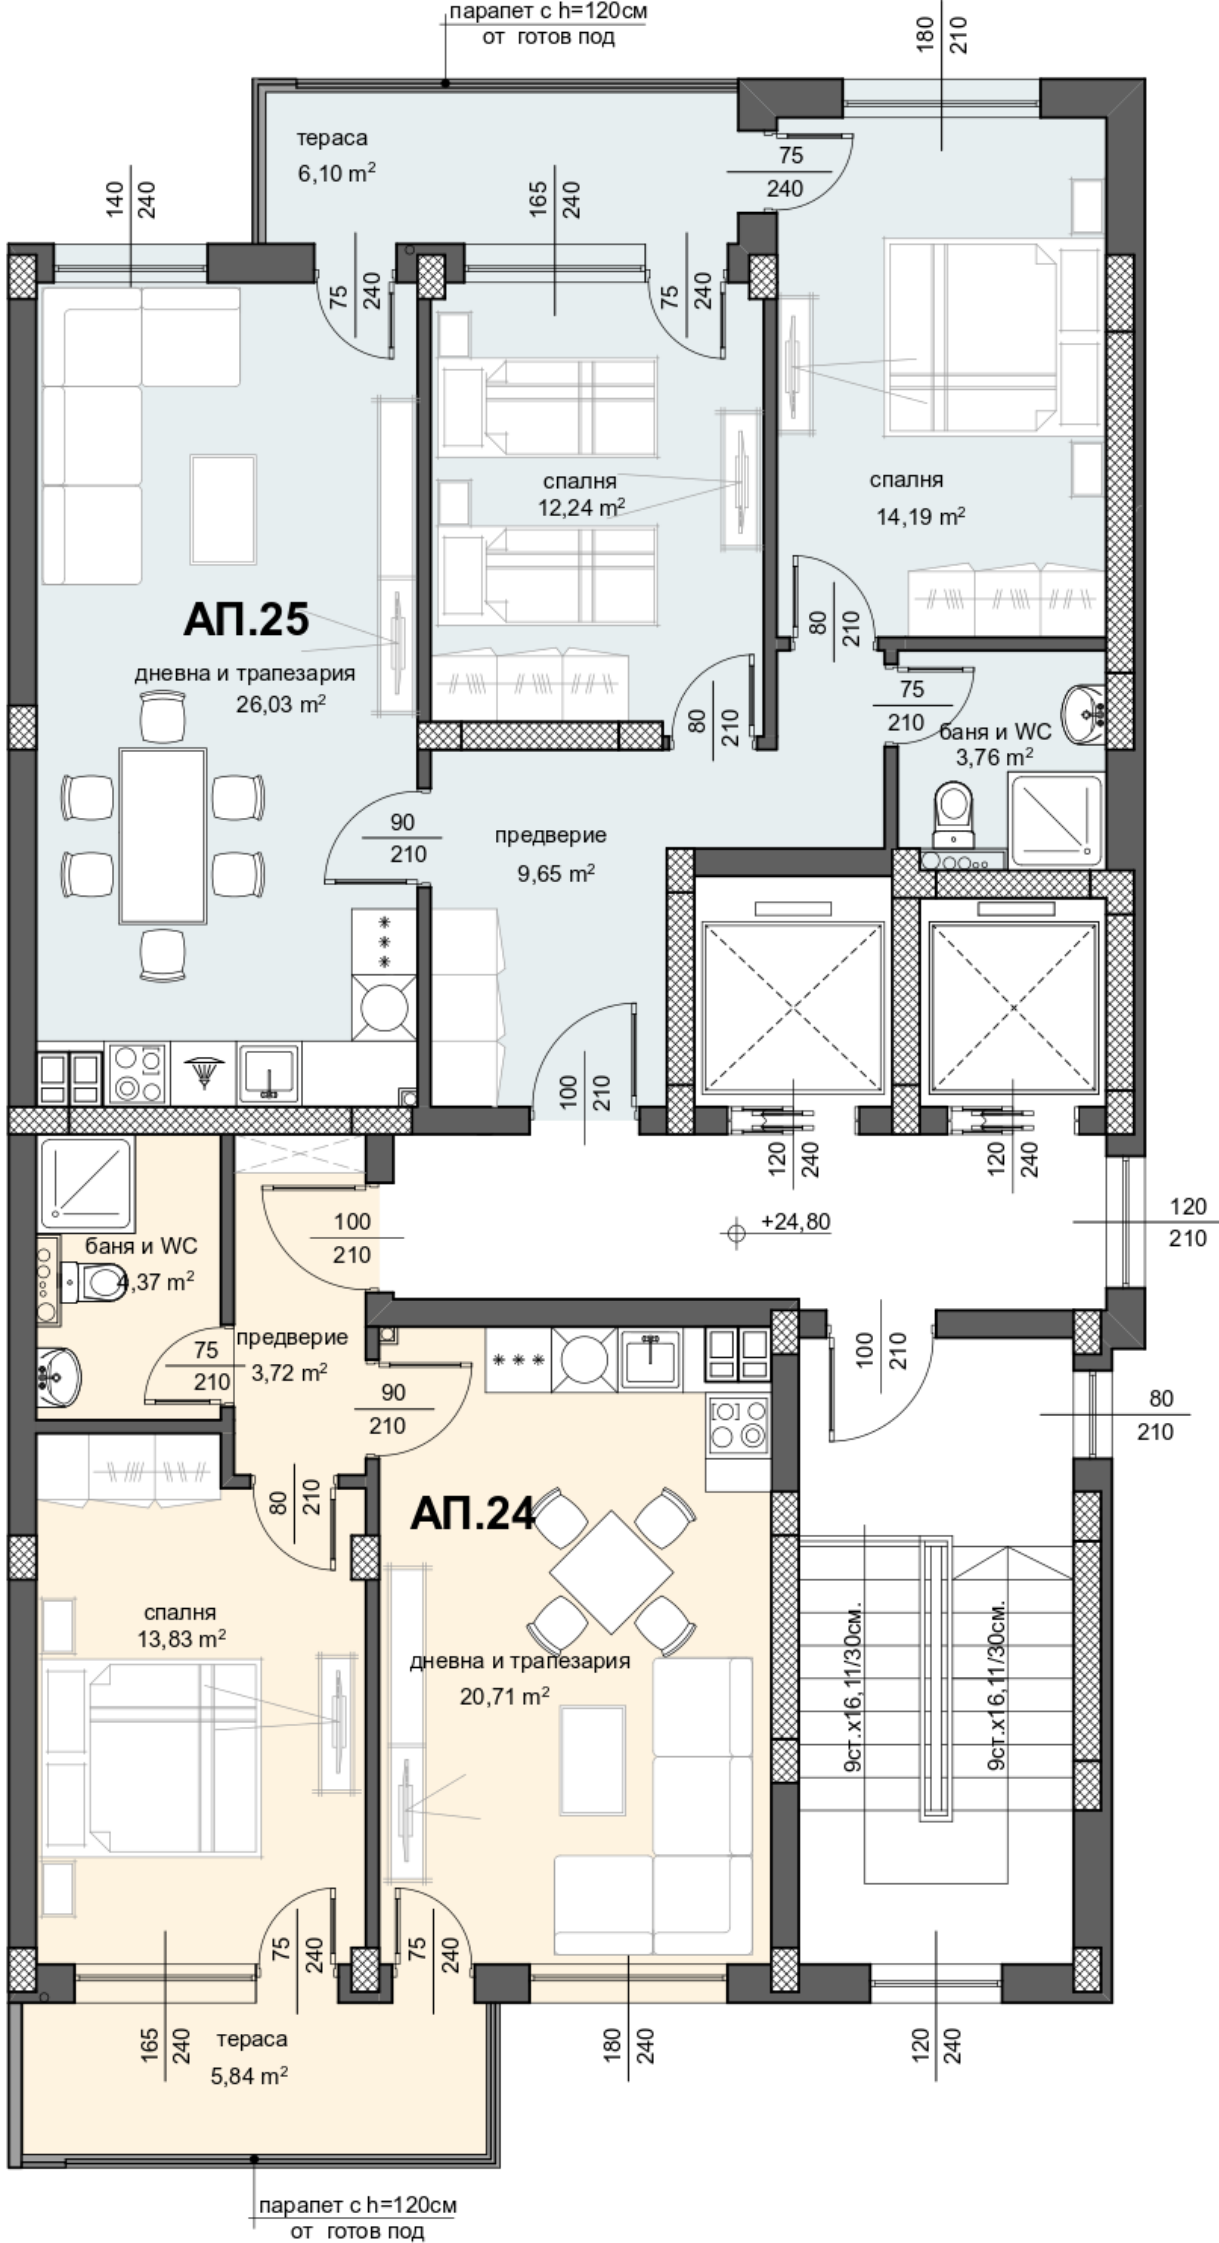 парапет с h=120см
от готов под
180
210
тераса
6,10 m²
75
240
140
240
165
240
75
240
75
240
спалня
12,24 m²
спалня
14,19 m²
АП.25
дневна и трапезария
26,03 m²
80
210
75
210
баня и WC
3,76 m²
80
210
90
210
предверие
9,65 m²
100
210
120
240
120
240
+24,80
120
210
100
210
баня и WC
4,37 m²
предверие
3,72 m²
75
210
90
210
100
210
80
210
80
210
АП.24
спалня
13,83 m²
дневна и трапезария
20,71 m²
9ст.х16,11/30см.
9ст.х16,11/30см.
75
240
75
240
165
240
тераса
5,84 m²
180
240
120
240
парапет с h=120см
от готов под